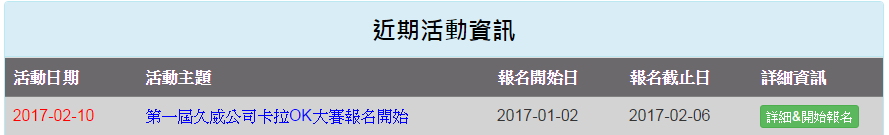 近期活動資訊
活動日期 活動主題 報名開始日 報名截止日 詳細資訊
2017-02-10 第一屆久威公司卡拉OK大賽報名開始 2017-01-02 2017-02-06 詳細&開始報名